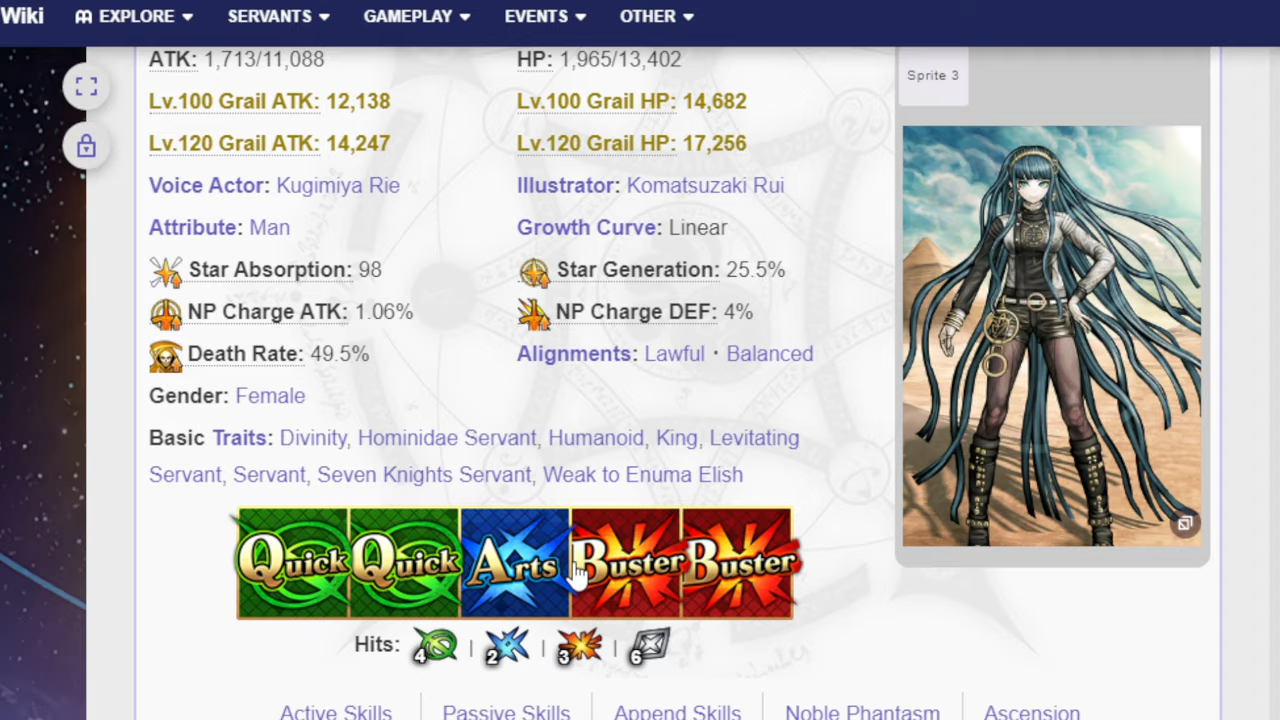 Wiki EXPLORE SERVANTS GAMEPLAY EVENTS OTHER
ATK: 1,713/11,088 HP: 1,965/13,402
Sprite 3
Lv.100 Grail ATK: 12,138 Lv.100 Grail HP: 14,682
Lv.120 Grail ATK: 14,247 Lv.120 Grail HP: 17,256
Voice Actor: Kugimiya Rie Illustrator: Komatsuzaki Rui
Attribute: Man Growth Curve: Linear
Star Absorption: 98 Star Generation: 25.5%
NP Charge ATK: 1.06% NP Charge DEF: 4%
Death Rate: 49.5% Alignments: Lawful・Balanced
Gender: Female
Basic Traits: Divinity, Hominidae Servant, Humanoid, King, Levitating
Servant, Servant, Seven Knights Servant, Weak to Enuma Elish
Quick Quick Arts Buster Buster
Hits: 4 | 2 | 3 | 6
Active Skills Passive Skills Append Skills Noble Phantasm Ascension